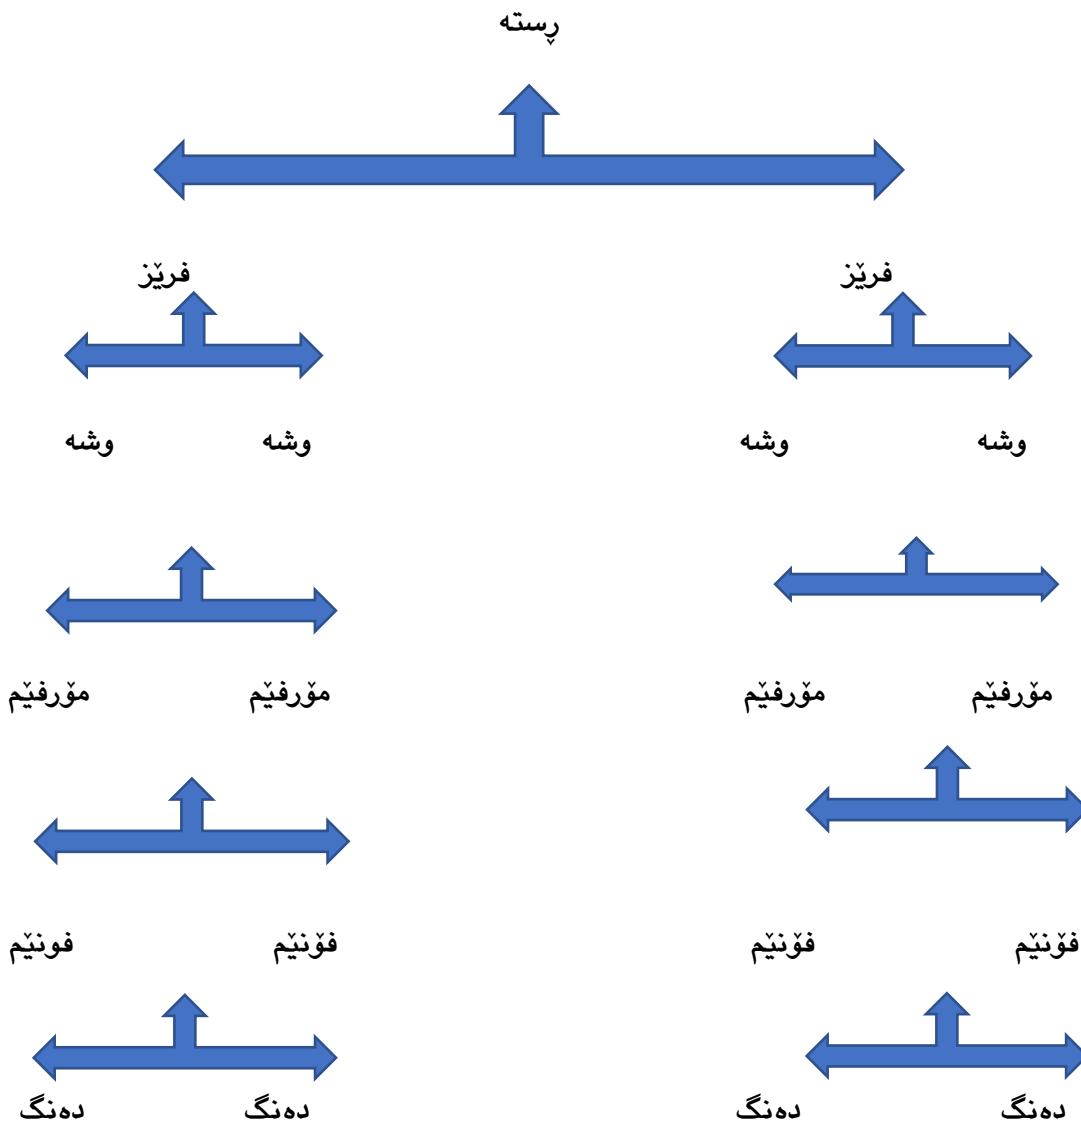 ڕستە
فرێز فرێز
وشە وشە وشە وشە
مۆرفێم مۆرفێم مۆرفێم مۆرفێم
فۆنێم فۆنێم فۆنێم فونێم
دەنگ دەنگ دەنگ دەنگ